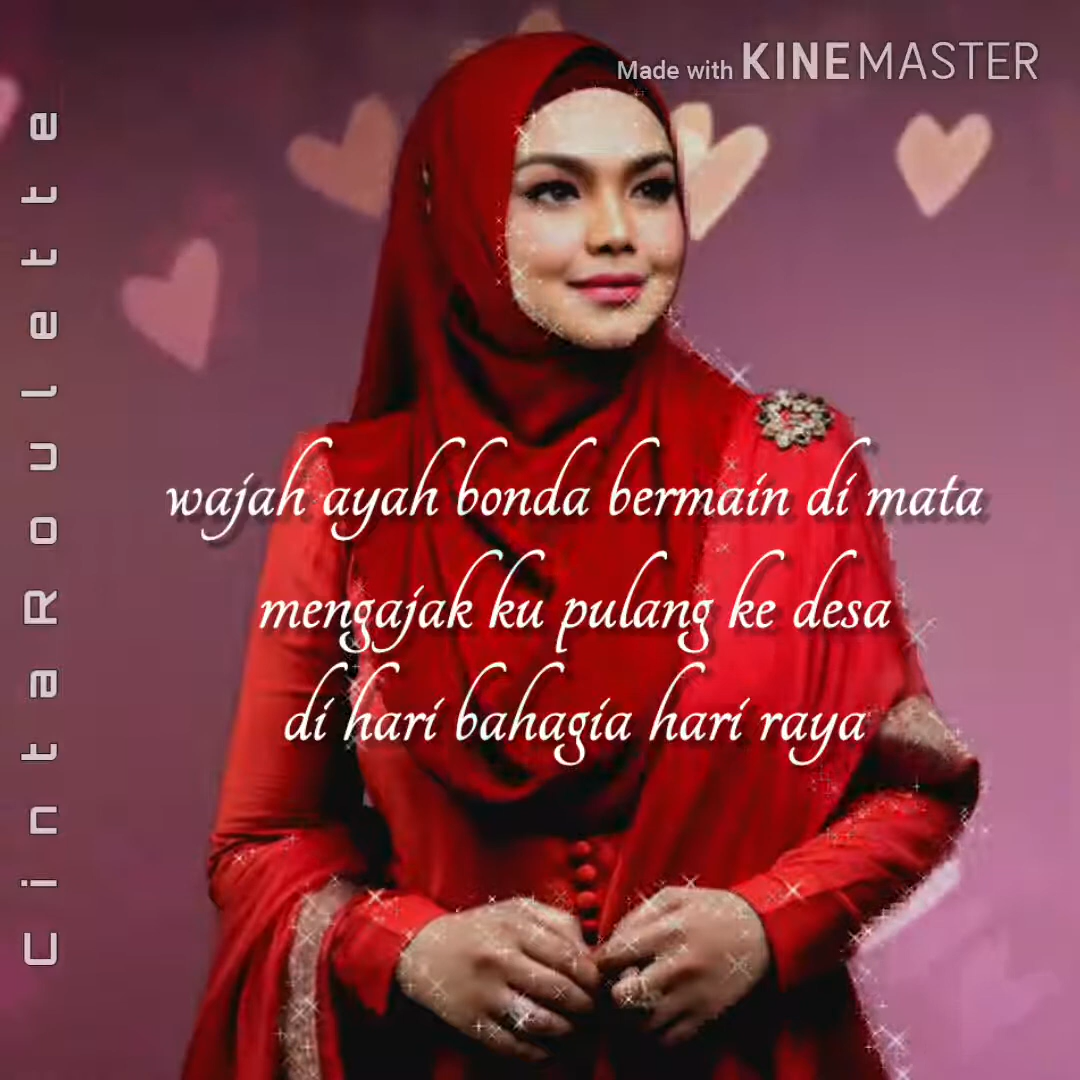 Made with KINEMASTER
CintaRoulette
wajah ayah bonda bermain di mata
mengajak ku pulang ke desa
di hari bahagia hari raya